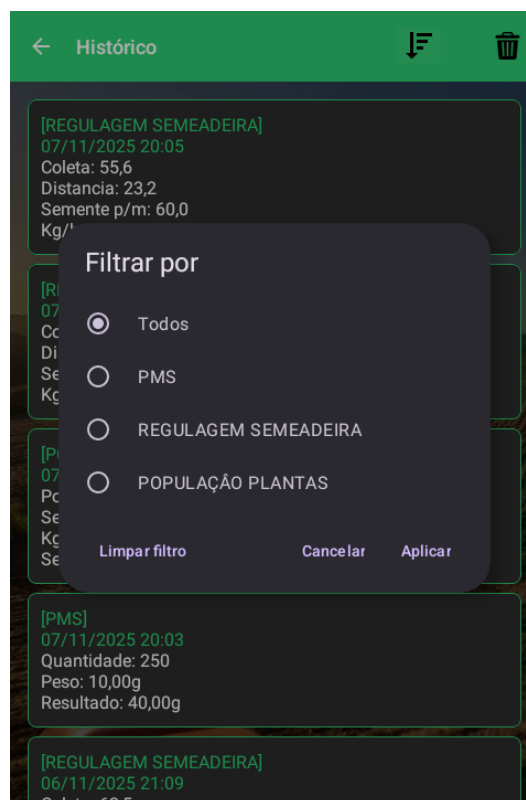 Histórico
[REGULAGEM SEMEADEIRA]
07/11/2025 20:05
Coleta: 55,6
Distancia: 23,2
Semente p/m: 60,0
Filtrar por
Todos
PMS
REGULAGEM SEMEADEIRA
POPULAÇÂO PLANTAS
Limpar filtro
Cancelar
Aplicar
[PMS]
07/11/2025 20:03
Quantidade: 250
Peso: 10,00g
Resultado: 40,00g
[REGULAGEM SEMEADEIRA]
06/11/2025 21:09